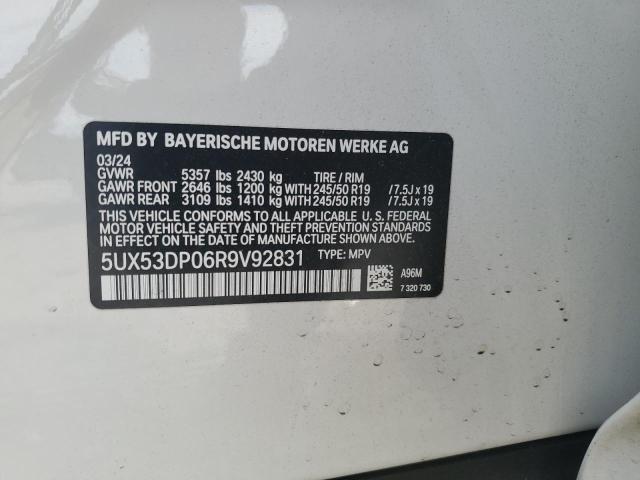 MFD BY BAYERISCHE MOTOREN WERKE AG
03/24
GVWR 5357 lbs 2430 kg TIRE / RIM
GAWR FRONT 2646 lbs 1200 kg WITH 245/50 R19 / 7.5J x 19
GAWR REAR 3109 lbs 1410 kg WITH 245/50 R19 / 7.5J x 19
THIS VEHICLE CONFORMS TO ALL APPLICABLE U. S. FEDERAL
MOTOR VEHICLE SAFETY, BUMPER, AND THEFT PREVENTION
STANDARDS IN EFFECT ON THE DATE OF MANUFACTURE SHOWN ABOVE.
5UX53DP06R9V92831 TYPE: MPV
A96M
7 320 730